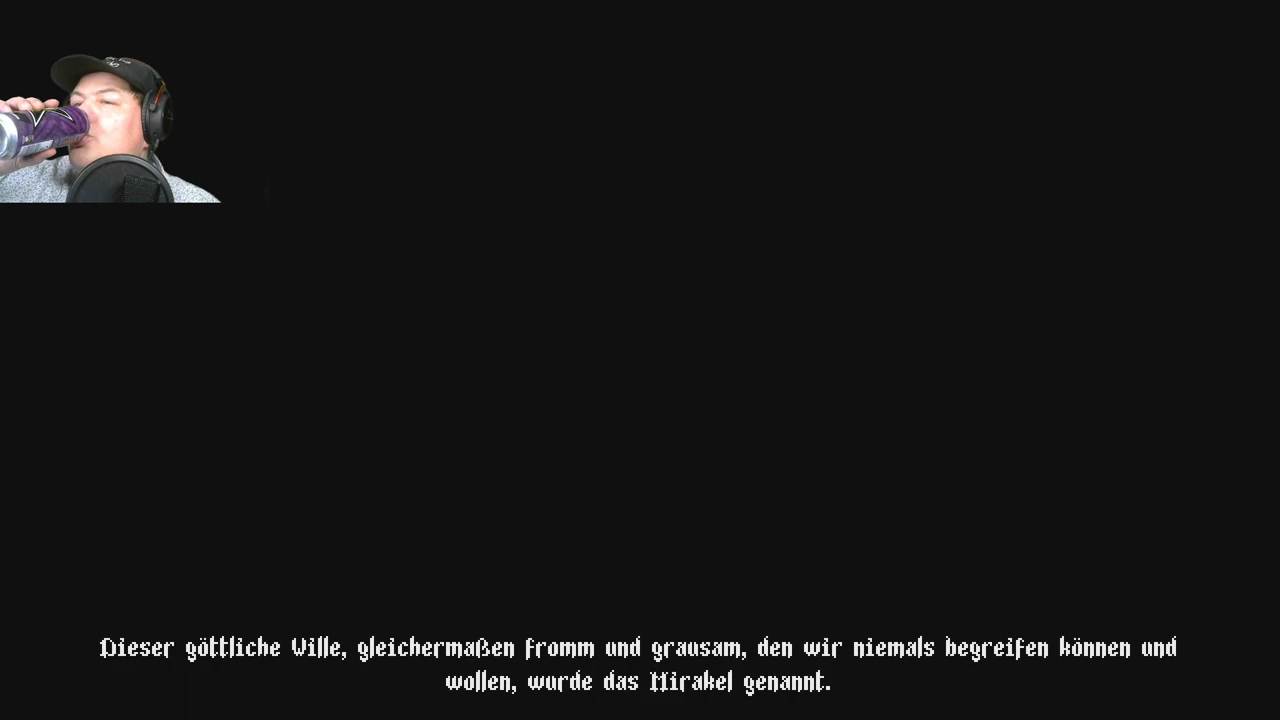 Dieser göttliche Wille, gleichermaßen fromm und grausam, den wir niemals begreifen können und
wollen, wurde das Mirakel genannt.